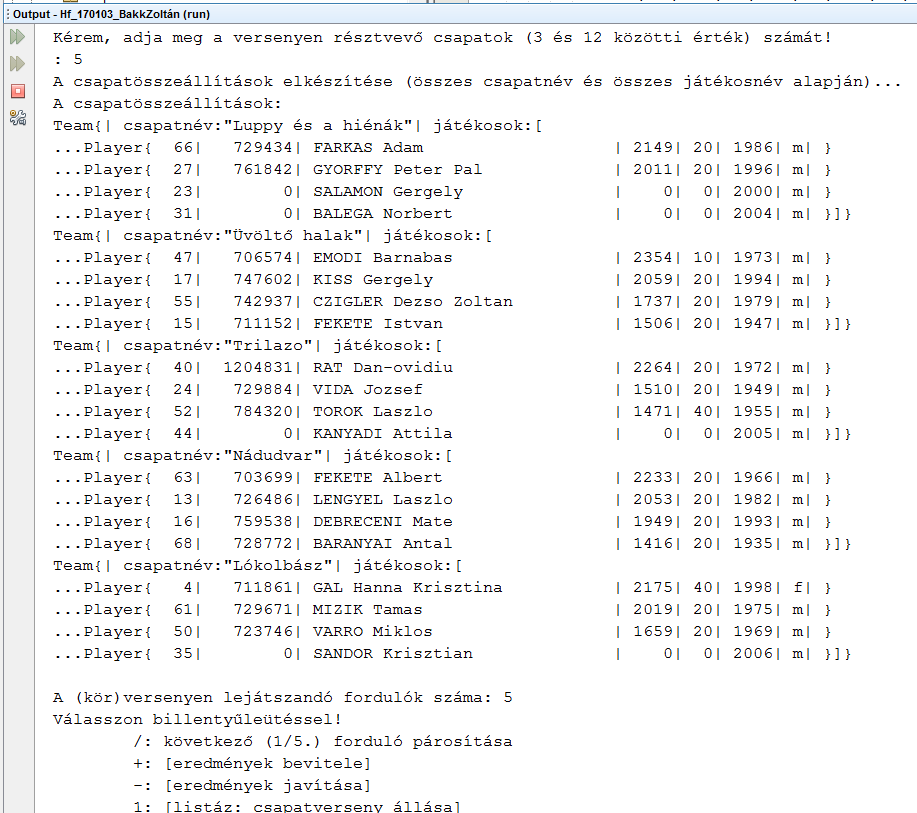 Output - Hf_170103_BakkZoltán (run)
Kérem, adja meg a versenyen résztvevő csapatok (3 és 12 közötti érték) számát!
: 5
A csapatösszeállítások elkészítése (összes csapatnév és összes játékosnév alapján)...
A csapatösszeállítások:
Team{| csapatnév:"Luppy és a hiénák"| játékosok:[
...Player{  66|   729434| FARKAS Adam                   | 2149| 20| 1986| m| }
...Player{  27|   761842| GYORFFY Peter Pal             | 2011| 20| 1996| m| }
...Player{  23|        0| SALAMON Gergely               |    0|  0| 2000| m| }
...Player{  31|        0| BALEGA Norbert                |    0|  0| 2004| m| }]}
Team{| csapatnév:"Üvöltő halak"| játékosok:[
...Player{  47|   706574| EMODI Barnabas                | 2354| 10| 1973| m| }
...Player{  17|   747602| KISS Gergely                  | 2059| 20| 1994| m| }
...Player{  55|   742937| CZIGLER Dezso Zoltan          | 1737| 20| 1979| m| }
...Player{  15|   711152| FEKETE Istvan                 | 1506| 20| 1947| m| }]}
Team{| csapatnév:"Trilazo"| játékosok:[
...Player{  40|  1204831| RAT Dan-ovidiu                | 2264| 20| 1972| m| }
...Player{  24|   729884| VIDA Jozsef                   | 1510| 20| 1949| m| }
...Player{  52|   784320| TOROK Laszlo                  | 1471| 40| 1955| m| }
...Player{  44|        0| KANYADI Attila                |    0|  0| 2005| m| }]}
Team{| csapatnév:"Nádudvar"| játékosok:[
...Player{  63|   703699| FEKETE Albert                 | 2233| 20| 1966| m| }
...Player{  13|   726486| LENGYEL Laszlo                | 2053| 20| 1982| m| }
...Player{  16|   759538| DEBRECENI Mate                | 1949| 20| 1993| m| }
...Player{  68|   728772| BARANYAI Antal                | 1416| 20| 1935| m| }]}
Team{| csapatnév:"Lókolbász"| játékosok:[
...Player{   4|   711861| GAL Hanna Krisztina           | 2175| 40| 1998| f| }
...Player{  61|   729671| MIZIK Tamas                   | 2019| 20| 1975| m| }
...Player{  50|   723746| VARRO Miklos                  | 1659| 20| 1969| m| }
...Player{  35|        0| SANDOR Krisztian              |    0|  0| 2006| m| }]}
A (kör)versenyen lejátszandó fordulók száma: 5
Válasszon billentyűleütéssel!
/: következő (1/5.) forduló párosítása
+: [eredmények bevitele]
-: [eredmények javítása]
1: [listáz: csapatverseny állása]